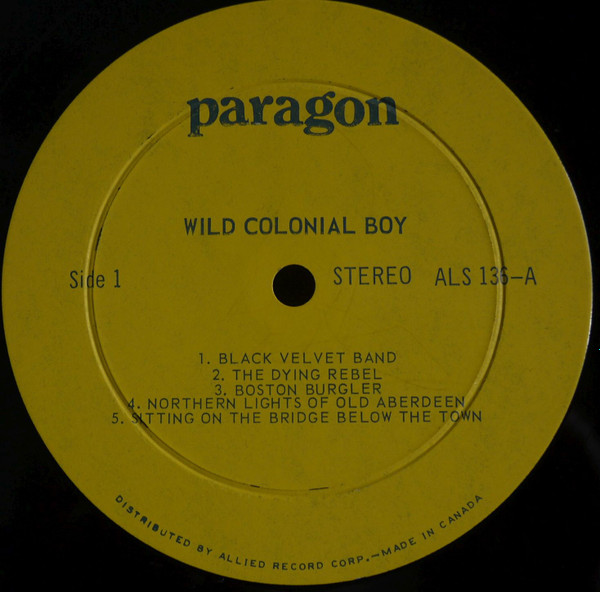 paragon
WILD COLONIAL BOY
Side 1
STEREO ALS 136-A
1. BLACK VELVET BAND
2. THE DYING REBEL
3. BOSTON BURGLER
4. NORTHERN LIGHTS OF OLD ABERDEEN
5. SITTING ON THE BRIDGE BELOW THE TOWN
DISTRIBUTED BY ALLIED RECORD CORP.-MADE IN CANADA